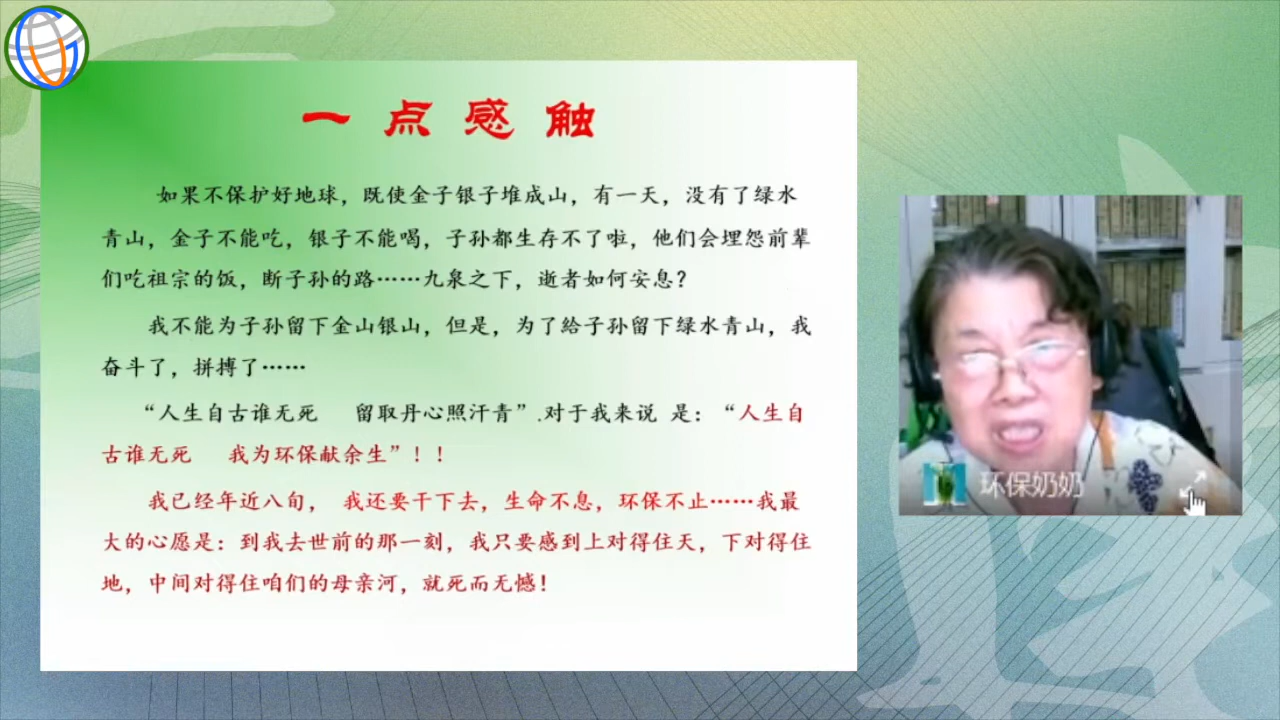 一点感触
如果不保护好地球，既使金子银子堆成山，有一天，没有了绿水
青山，金子不能吃，银子不能喝，子孙都生存不了啦，他们会埋怨前辈
们吃祖宗的饭，断子孙的路……九泉之下，逝者如何安息？
我不能为子孙留下金山银山，但是，为了给子孙留下绿水青山，我
奋斗了，拼搏了……
“人生自古谁无死 留取丹心照汗青”.对于我来说 是：“人生自
古谁无死 我为环保献余生”！！
我已经年近八旬， 我还要干下去，生命不息，环保不止……我最
大的心愿是：到我去世前的那一刻，我只要感到上对得住天，下对得住
地，中间对得住咱们的母亲河，就死而无憾！
环保奶奶